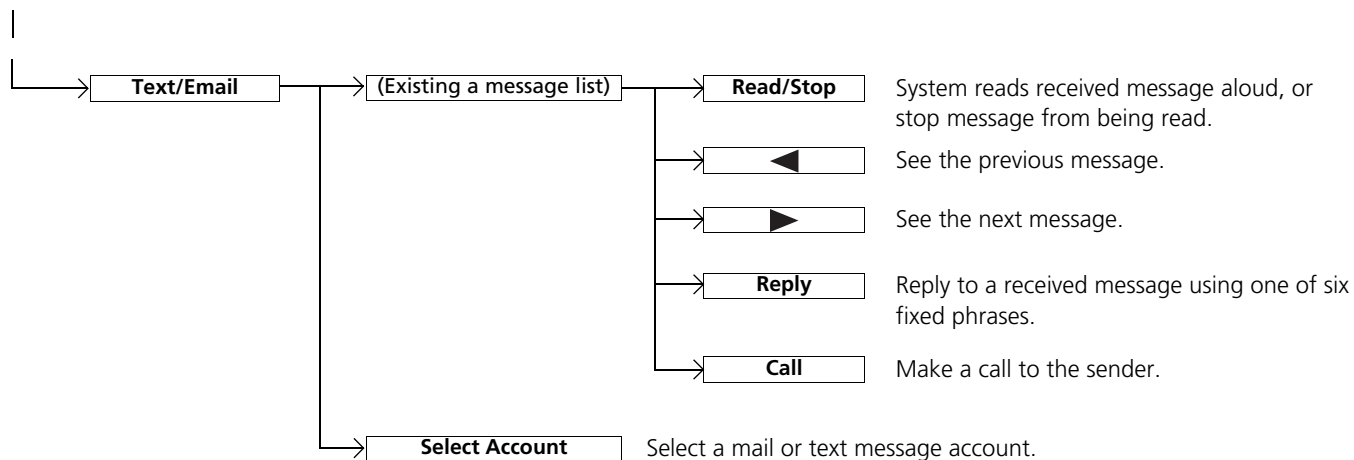 Text/Email
(Existing a message list)
Read/Stop
System reads received message aloud, or
stop message from being read.
◄
See the previous message.
►
See the next message.
Reply
Reply to a received message using one of six
fixed phrases.
Call
Make a call to the sender.
Select Account
Select a mail or text message account.